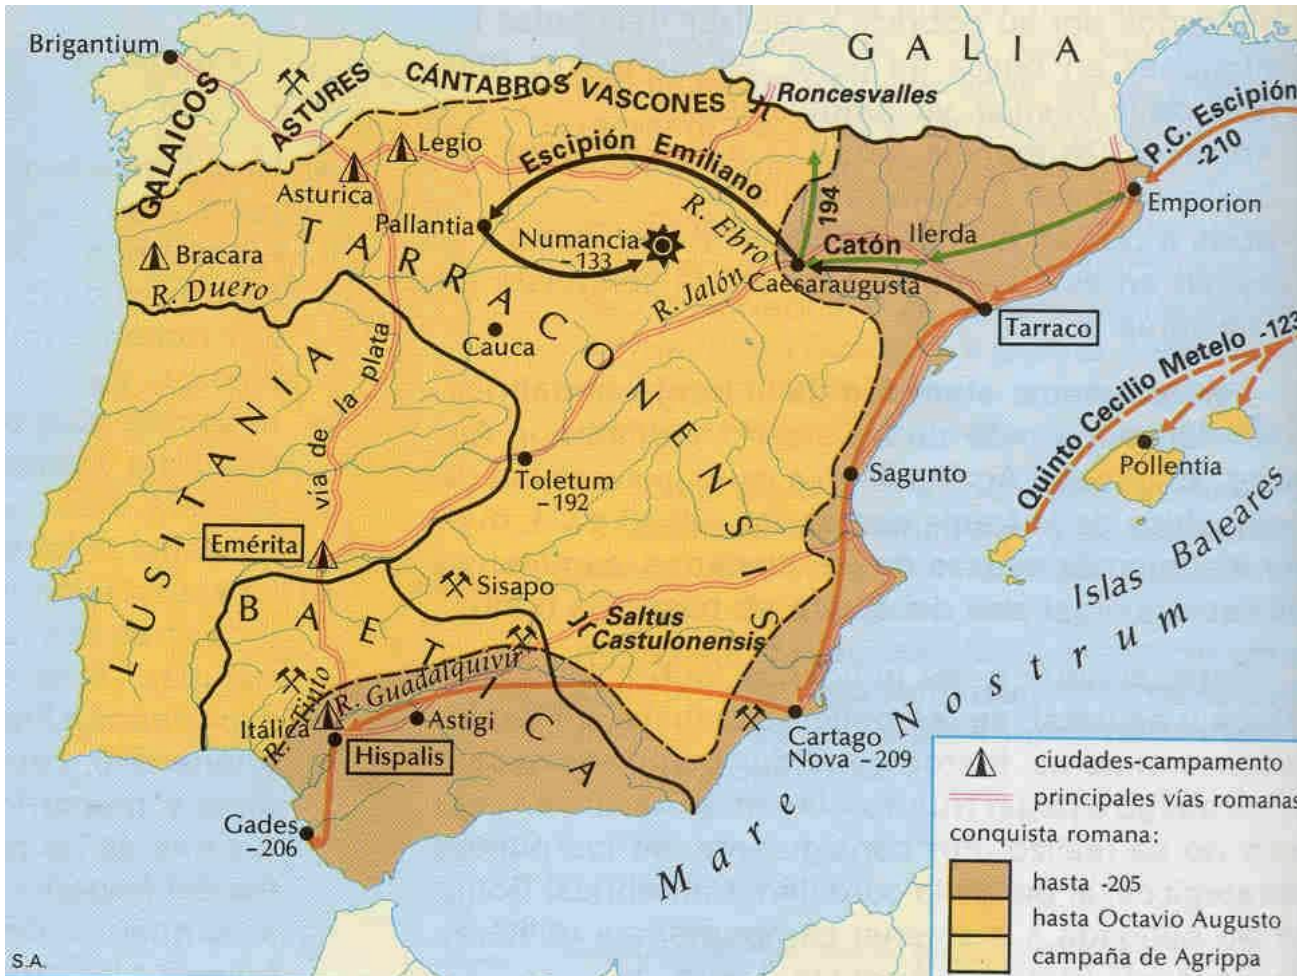 GALIA
Brigantium
GALAICOS
ASTURES
CÁNTABROS
VASCONES
Roncesvalles
P.C. Escipión
-210
Legio
Asturica
Escipión Emiliano
Emporion
Pallantia
Numancia
-133
R. Ebro
194
Catón
Ilerda
Bracara
R. Duero
R. Jalón
Caesaraugusta
Tarraco
TARRACONENSIS
Cauca
Quinto Cecilio Metelo -123
LUSITANIA
vía de la plata
Toletum
-192
Sagunto
Pollentia
Islas Baleares
Emérita
Sisapo
BAETICA
Saltus
Castulonensis
R. Guadalquivir
R. Tinto
Itálica
Astigi
Hispalis
Cartago
Nova -209
Mare Nostrum
Gades
-206
ciudades-campamento
principales vías romanas
conquista romana:
hasta -205
hasta Octavio Augusto
campaña de Agrippa
S.A.